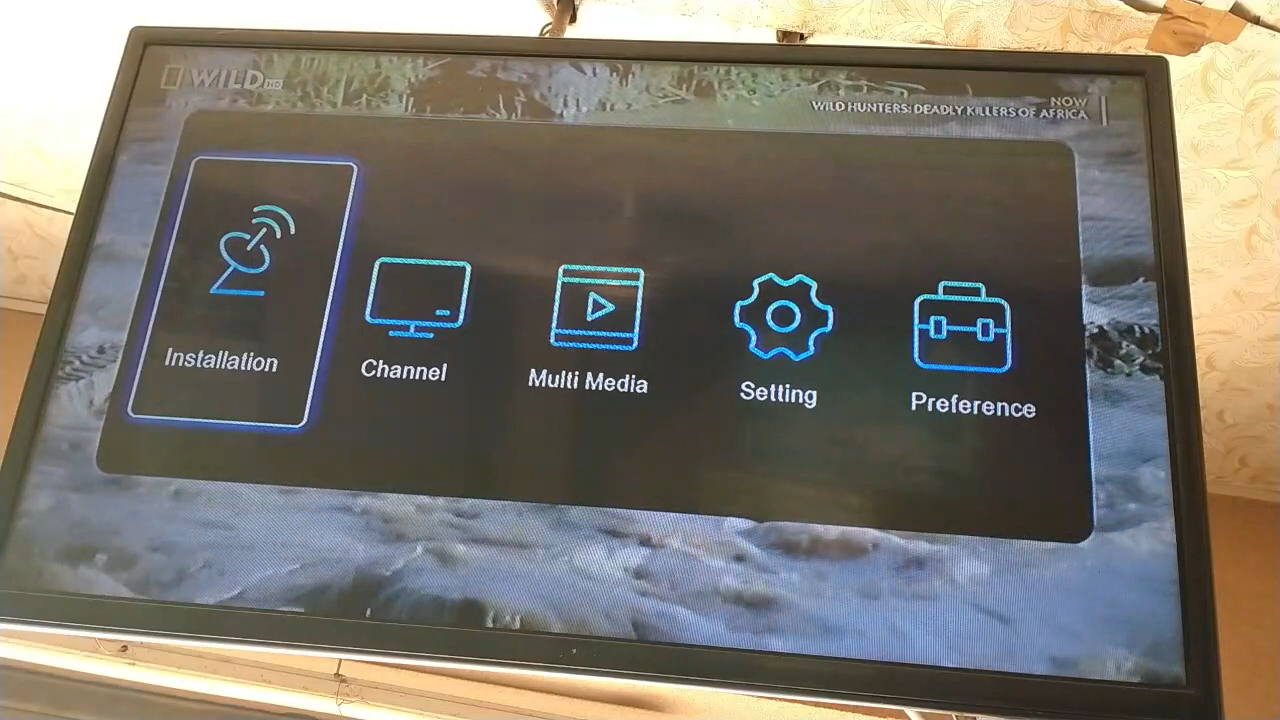 WILD HD
NOW
WILD HUNTERS: DEADLY KILLERS OF AFRICA
Installation
Channel
Multi Media
Setting
Preference